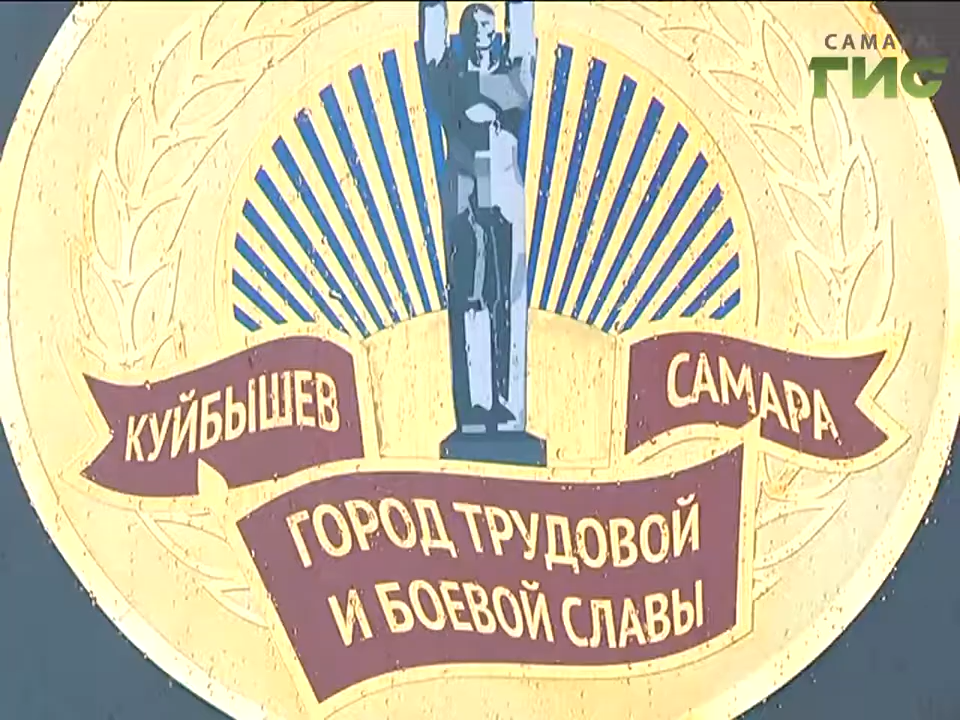 САМАРА
ГИС
КУЙБЫШЕВ
САМАРА
ГОРОД ТРУДОВОЙ
И БОЕВОЙ СЛАВЫ